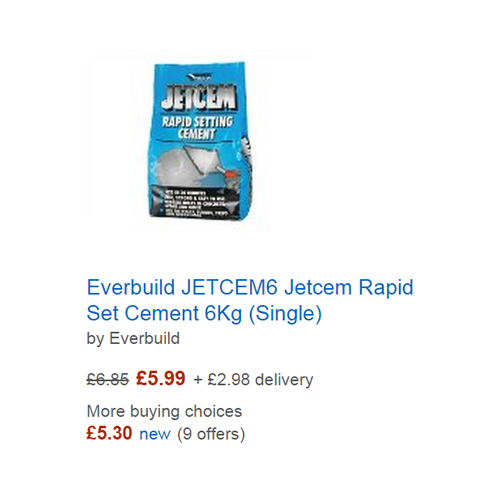 JETCEM
RAPID SETTING
CEMENT
Everbuild JETCEM6 Jetcem Rapid
Set Cement 6Kg (Single)
by Everbuild
£6.85 £5.99 + £2.98 delivery
More buying choices
£5.30 new (9 offers)